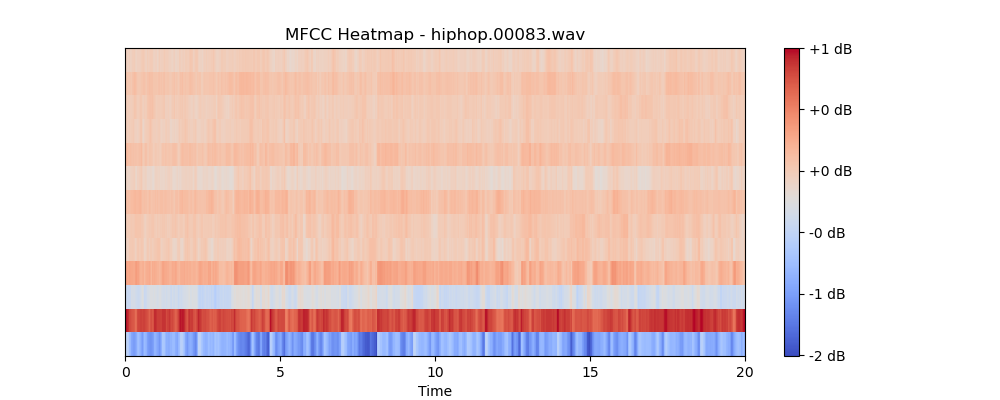 MFCC Heatmap - hiphop.00083.wav
+1 dB
+0 dB
+0 dB
-0 dB
-1 dB
-2 dB
0 5 10 15 20
Time